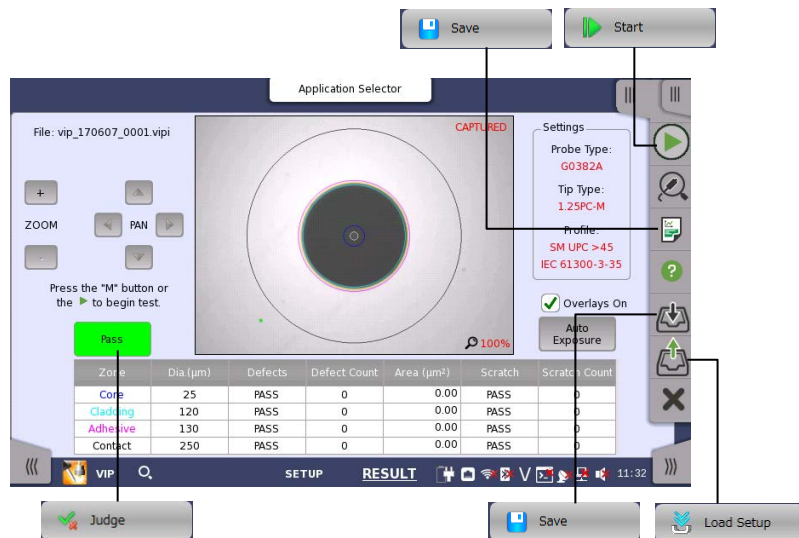 Save
Start
Application Selector
File: vip_170607_0001.vipi
CAPTURED
Settings
Probe Type:
G0382A
Tip Type:
1.25PC-M
Profile:
SM UPC >45
IEC 61300-3-35
+
ZOOM
PAN
-
Press the "M" button or
the ▶ to begin test.
Overlays On
Auto
Exposure
Pass
100%
Zone Dia.(µm) Defects Defect Count Area (µm²) Scratch Scratch Count
Core 25 PASS 0 0.00 PASS 0
Cladding 120 PASS 0 0.00 PASS 0
Adhesive 130 PASS 0 0.00 PASS 0
Contact 250 PASS 0 0.00 PASS 0
VIP SETUP RESULT V 11:32
Judge
Save
Load Setup